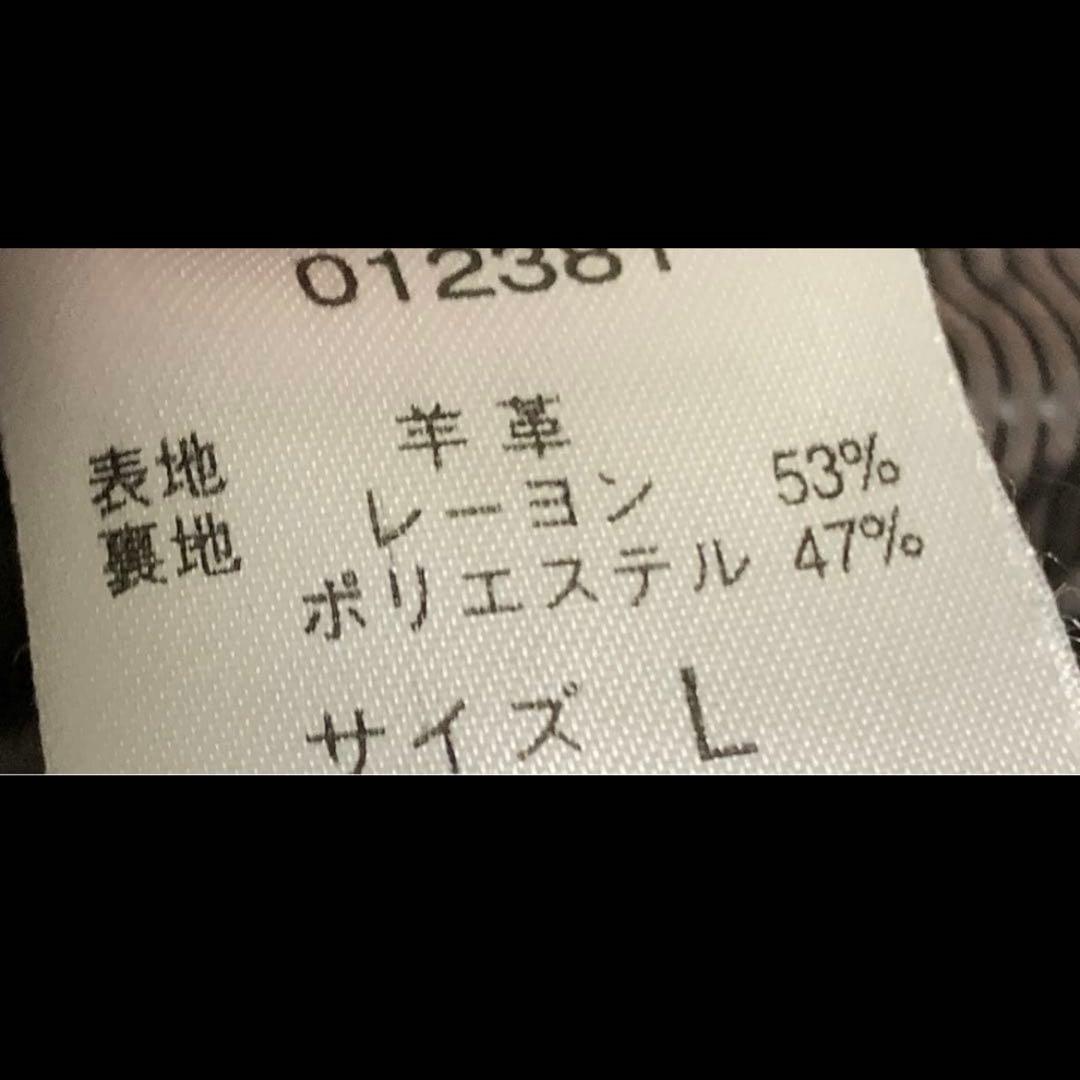 012381
表地 羊革
裏地 レーヨン 53%
ポリエステル 47%
サイズ L